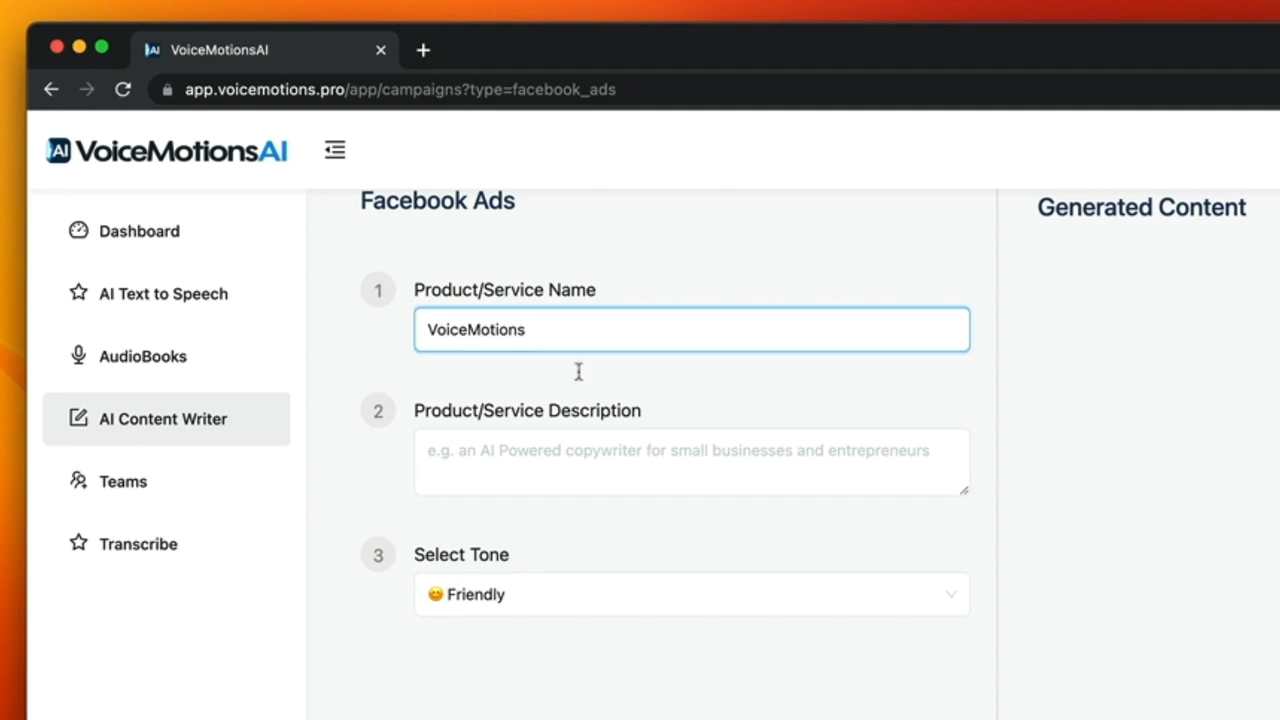 VoiceMotionsAI
app.voicemotions.pro/app/campaigns?type=facebook_ads
AI VoiceMotionsAI
Dashboard
AI Text to Speech
AudioBooks
AI Content Writer
Teams
Transcribe
Facebook Ads
1 Product/Service Name
VoiceMotions
2 Product/Service Description
e.g. an AI Powered copywriter for small businesses and entrepreneurs
3 Select Tone
😊 Friendly
Generated Content